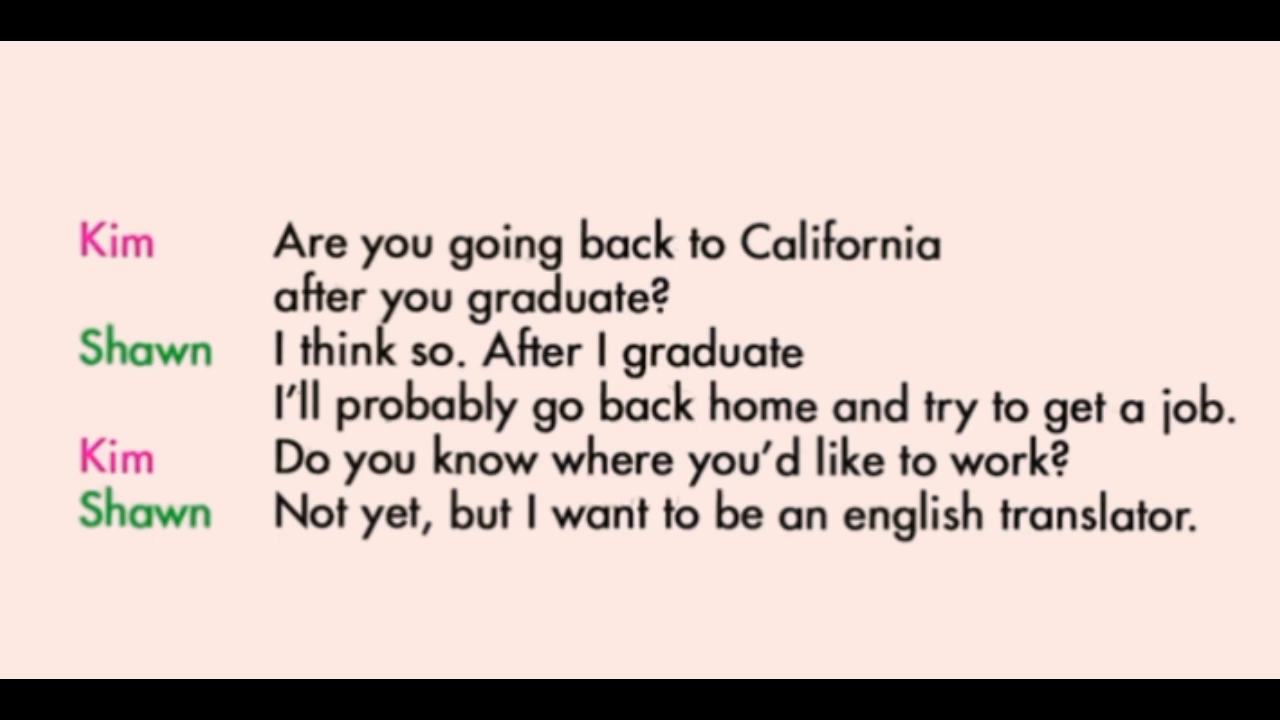 Kim Are you going back to California
after you graduate?
Shawn I think so. After I graduate
I'll probably go back home and try to get a job.
Kim Do you know where you'd like to work?
Shawn Not yet, but I want to be an english translator.